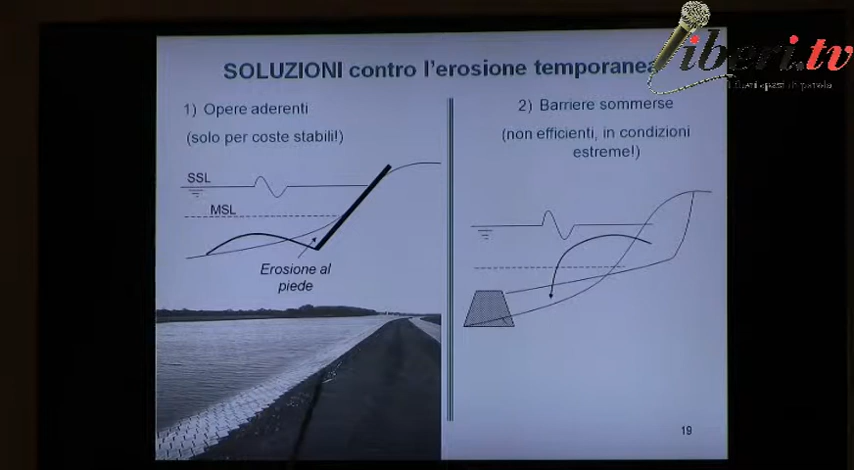 Liberi.tv
SOLUZIONI contro l'erosione temporanea
1) Opere aderenti
(solo per coste stabili!)
SSL
MSL
Erosione al
piede
2) Barriere sommerse
(non efficienti, in condizioni
estreme!)
19